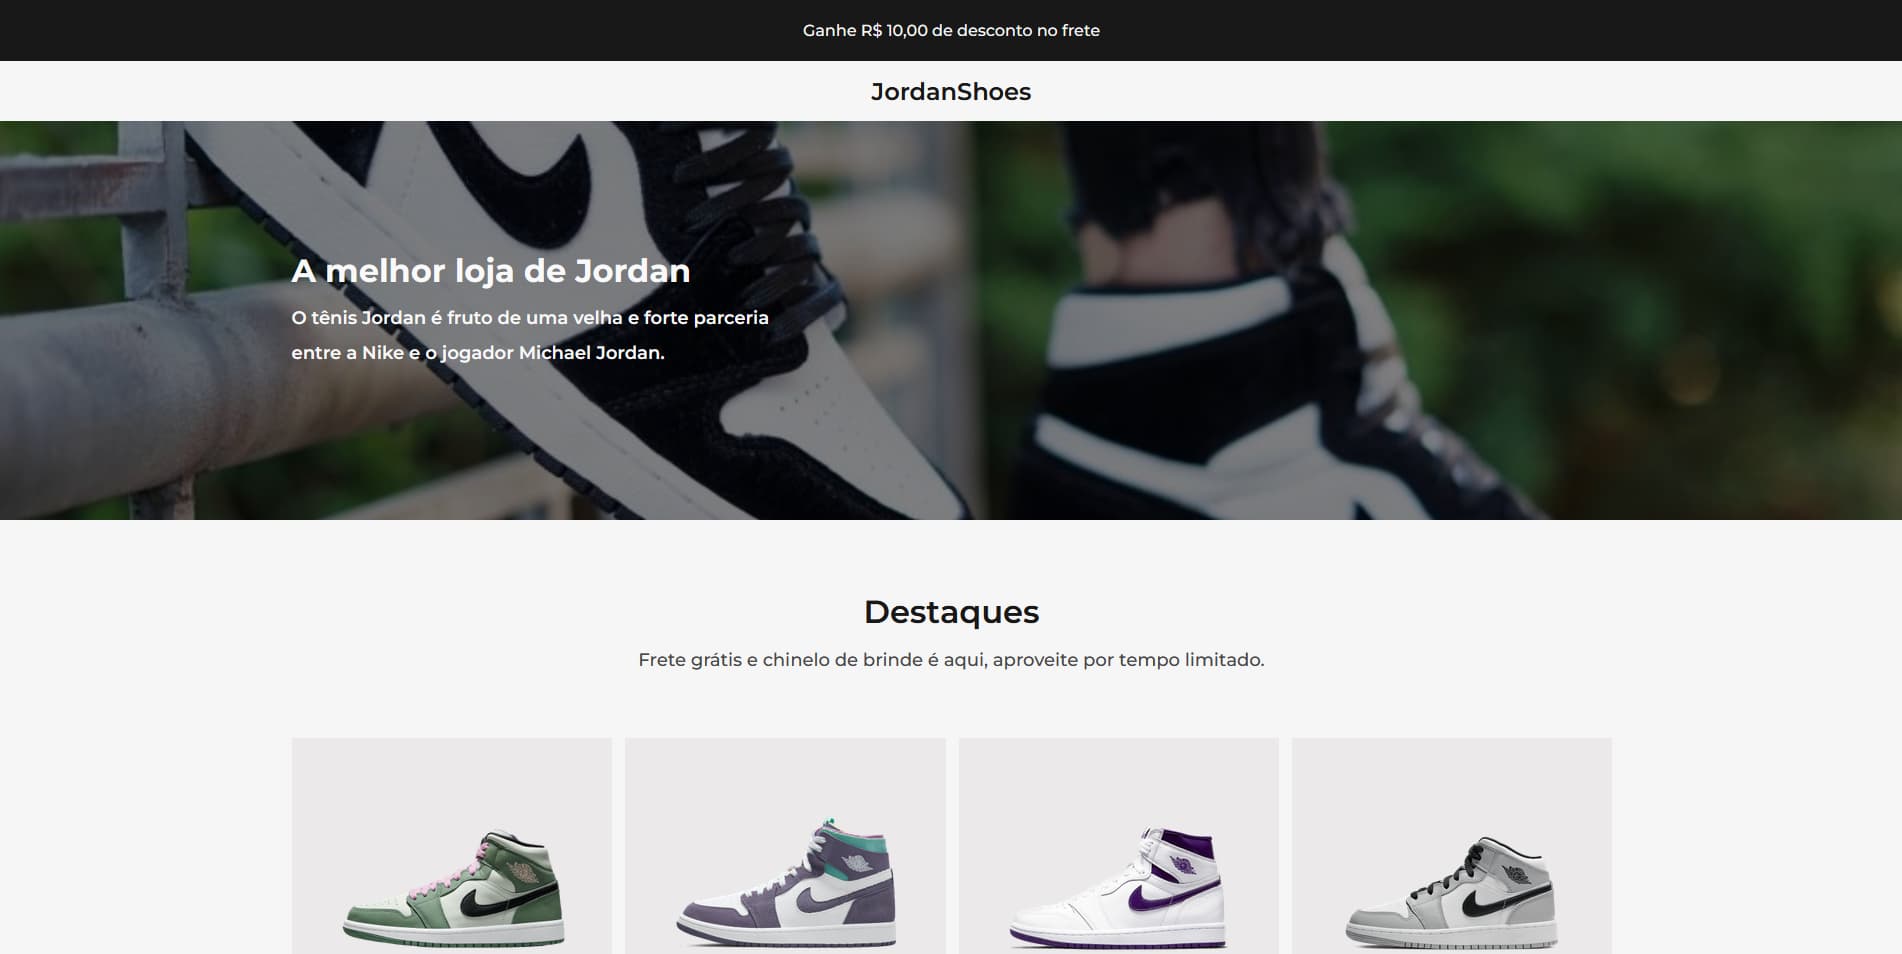 Ganhe R$ 10,00 de desconto no frete
JordanShoes
A melhor loja de Jordan
O tênis Jordan é fruto de uma velha e forte parceria
entre a Nike e o jogador Michael Jordan.
Destaques
Frete grátis e chinelo de brinde é aqui, aproveite por tempo limitado.